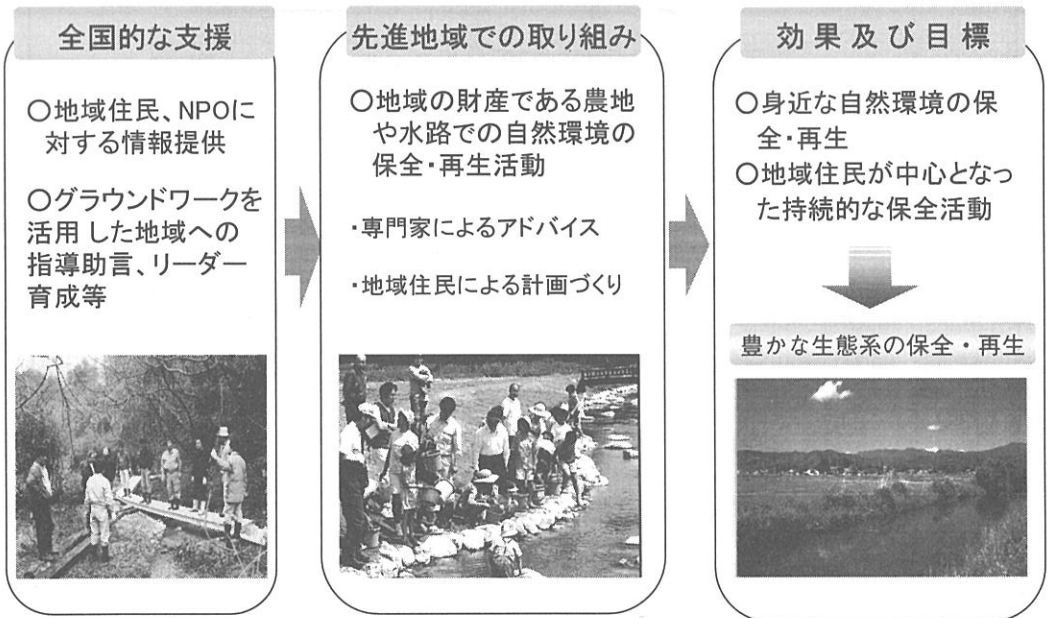 全国的な支援
〇地域住民、NPOに
対する情報提供
〇グラウンドワークを
活用した地域への
指導助言、リーダー
育成等
先進地域での取り組み
〇地域の財産である農地
や水路での自然環境の
保全・再生活動
・専門家によるアドバイス
・地域住民による計画づくり
効果及び目標
〇身近な自然環境の保
全・再生
〇地域住民が中心となっ
た持続的な保全活動
豊かな生態系の保全・再生